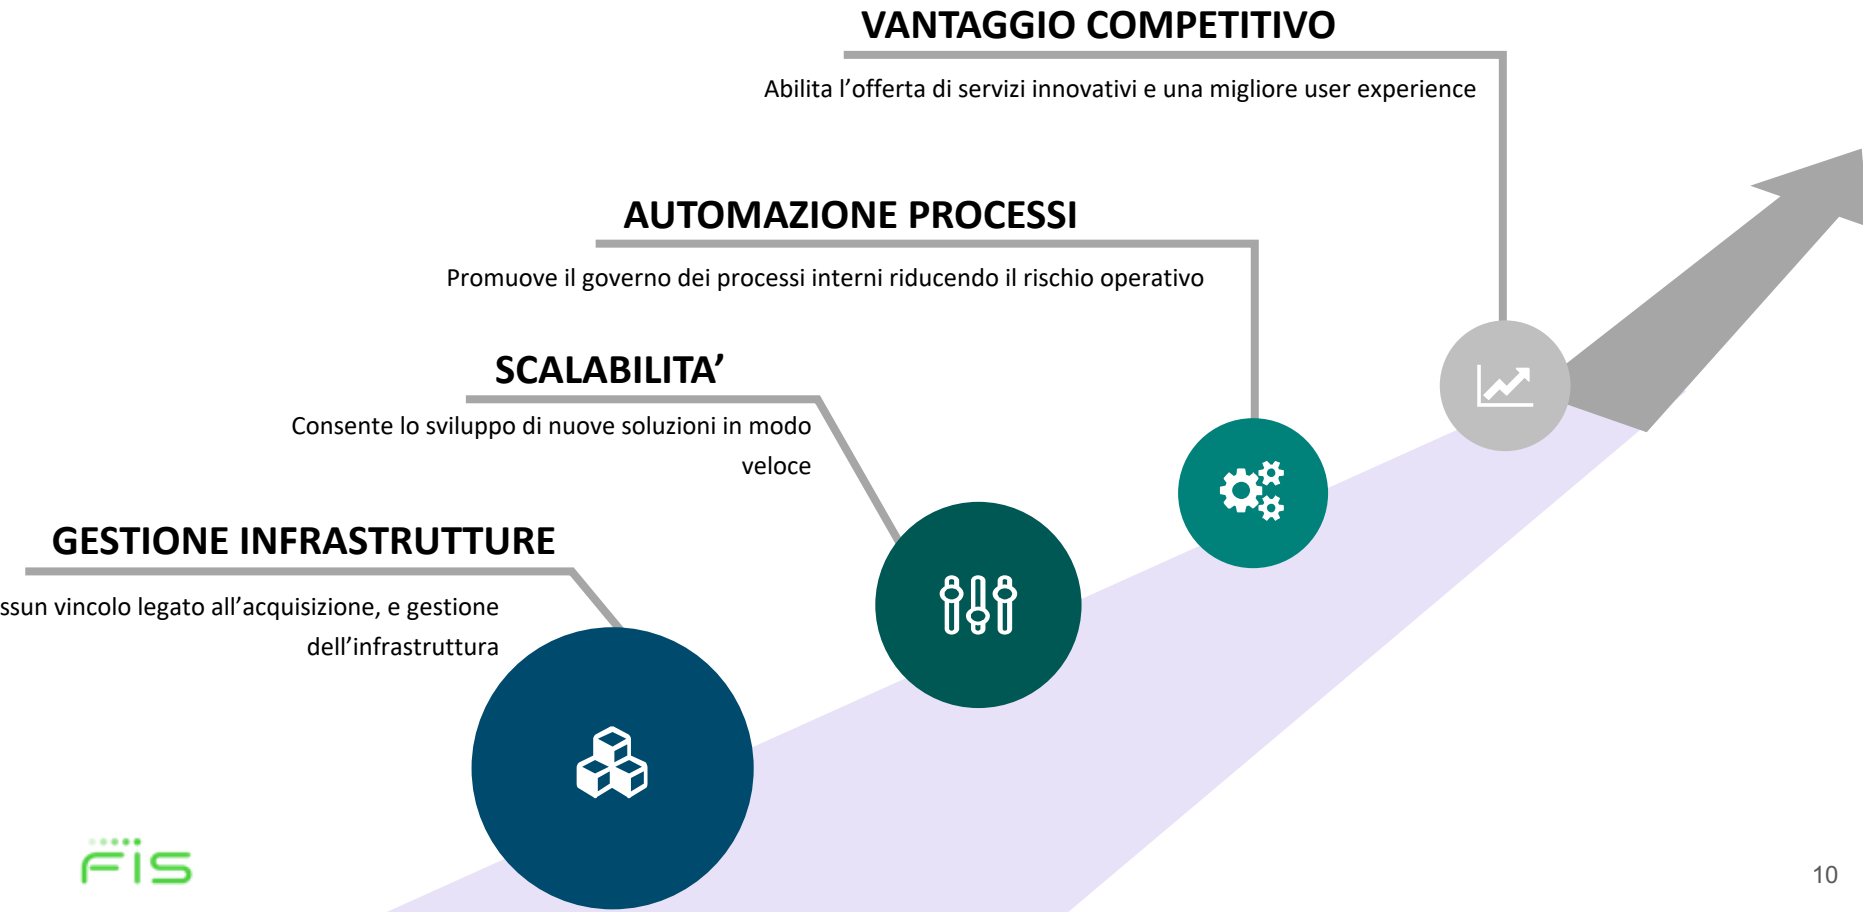 VANTAGGIO COMPETITIVO
Abilita l’offerta di servizi innovativi e una migliore user experience
AUTOMAZIONE PROCESSI
Promuove il governo dei processi interni riducendo il rischio operativo
SCALABILITA’
Consente lo sviluppo di nuove soluzioni in modo
veloce
GESTIONE INFRASTRUTTURE
ssun vincolo legato all’acquisizione, e gestione
dell’infrastruttura
FIS
10